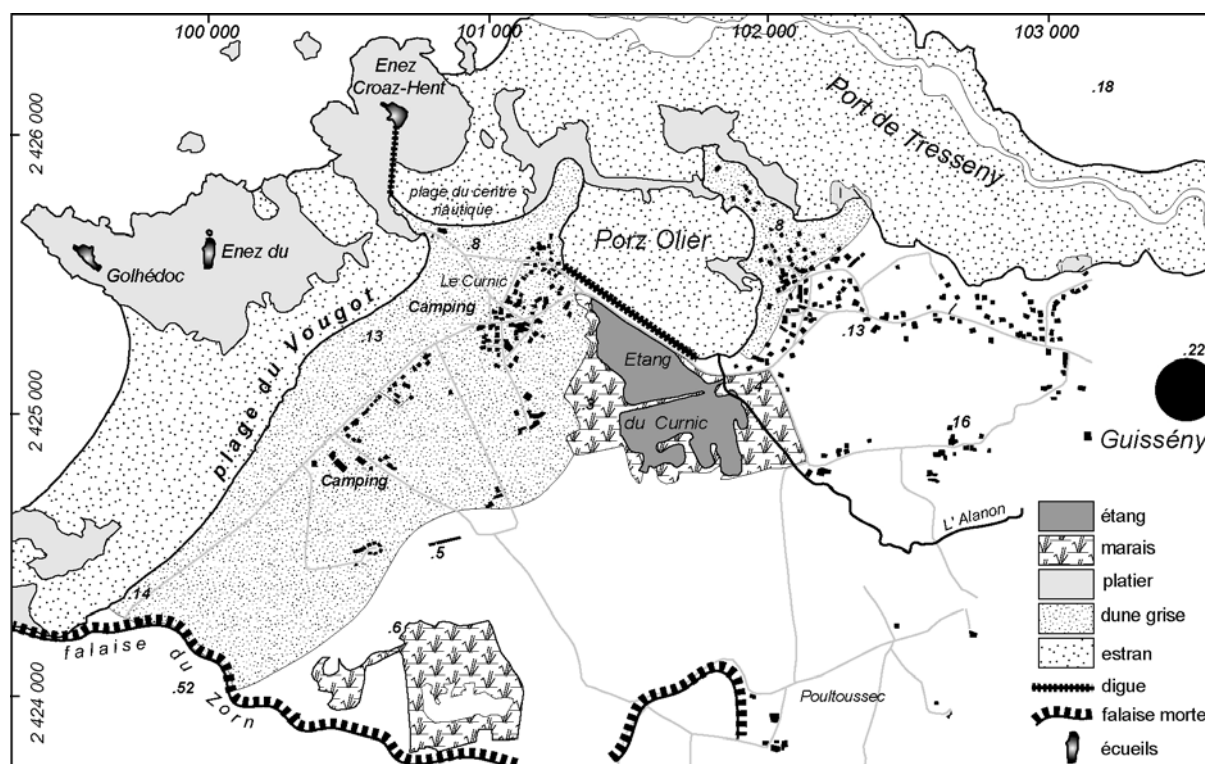 100 000
101 000
102 000
103 000
2 426 000
2 425 000
2 424 000
Enez
Croaz-Hent
.18
Port de Tresseny
plage du centre
nautique
8
.8
Porz Olier
Golhédoc
Enez du
Le Curnic
Camping
plage du Vougot
.13
.13
.22
Etang
du Curnic
3
4
16
Guissény
Camping
L' Alanon
.5
.14
.6
falaise du Zorn
.52
Poultoussec
étang
marais
platier
dune grise
estran
digue
falaise morte
écueils